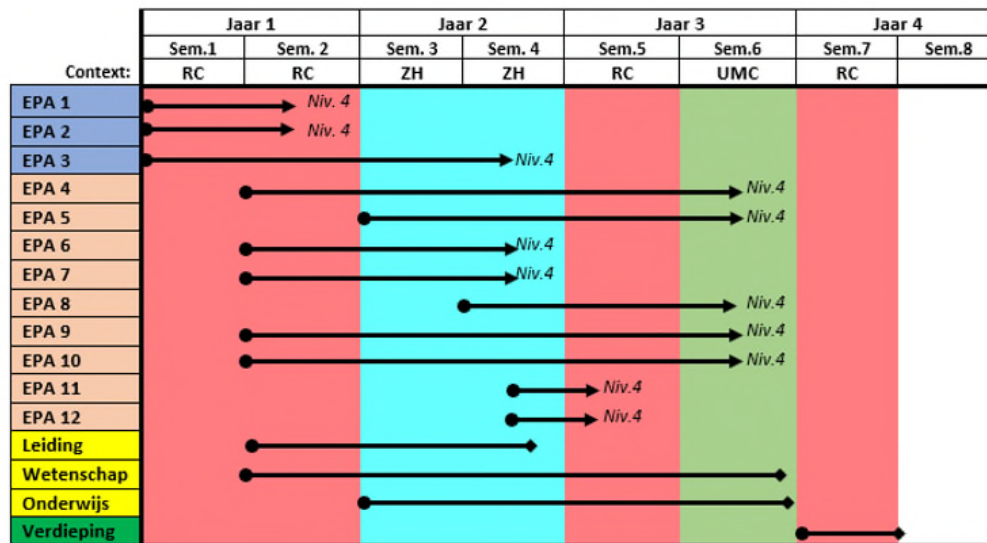 Jaar 1 Jaar 2 Jaar 3 Jaar 4
Sem.1 Sem. 2 Sem. 3 Sem. 4 Sem.5 Sem.6 Sem.7 Sem.8
Context: RC RC ZH ZH RC UMC RC
EPA 1 Niv. 4
EPA 2 Niv. 4
EPA 3 Niv.4
EPA 4 Niv.4
EPA 5 Niv.4
EPA 6 Niv.4
EPA 7 Niv.4
EPA 8 Niv.4
EPA 9 Niv.4
EPA 10 Niv.4
EPA 11 Niv.4
EPA 12 Niv.4
Leiding
Wetenschap
Onderwijs
Verdieping